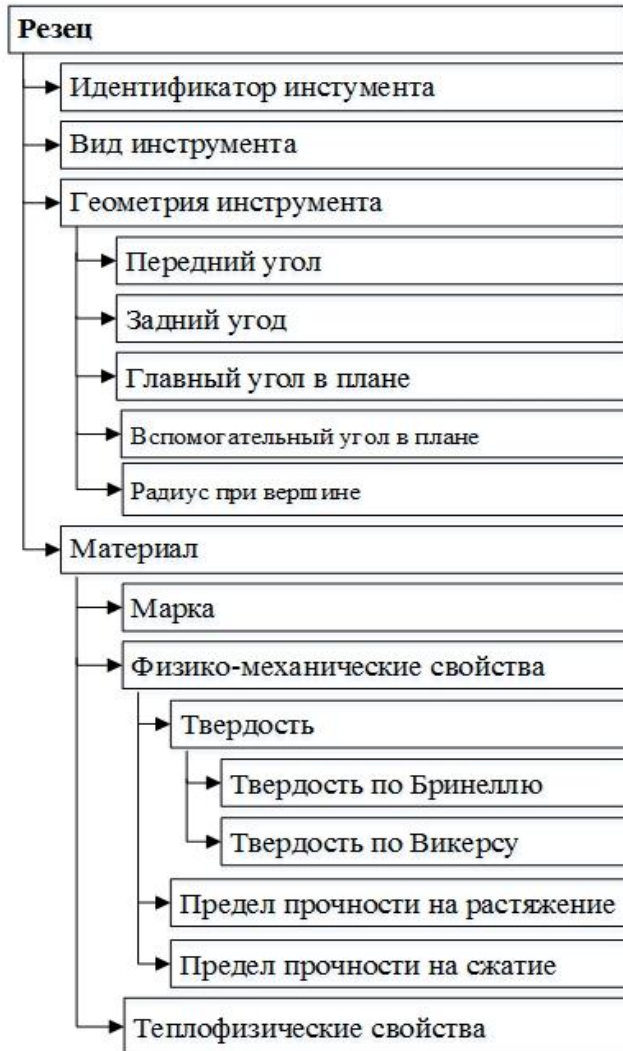 Резец
Идентификатор инстумента
Вид инструмента
Геометрия инструмента
Передний угол
Задний угод
Главный угол в плане
Вспомогательный угол в плане
Радиус при вершине
Материал
Марка
Физико-механические свойства
Твердость
Твердость по Бринеллю
Твердость по Викерсу
Предел прочности на растяжение
Предел прочности на сжатие
Теплофизические свойства